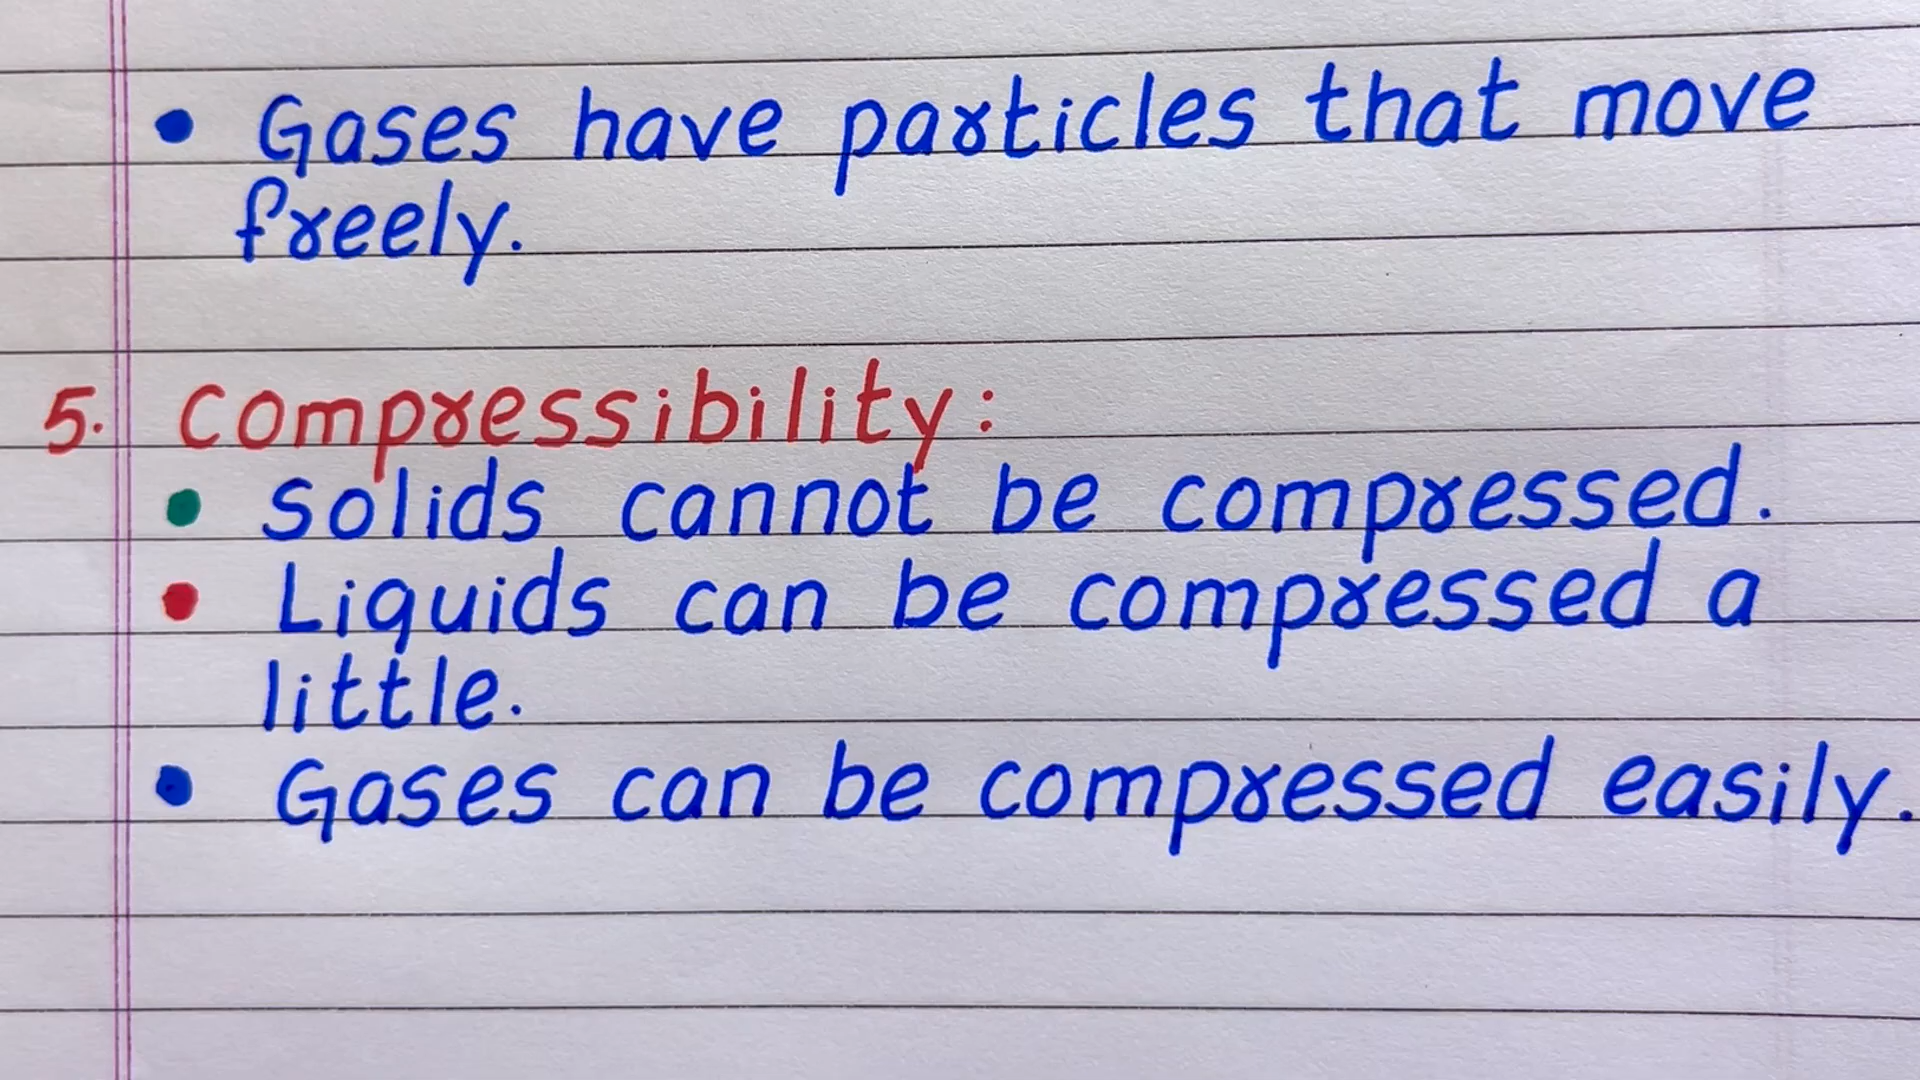 • Gases have particles that move
freely.
5. Compressibility:
• Solids cannot be compressed.
• Liquids can be compressed a
little.
• Gases can be compressed easily.